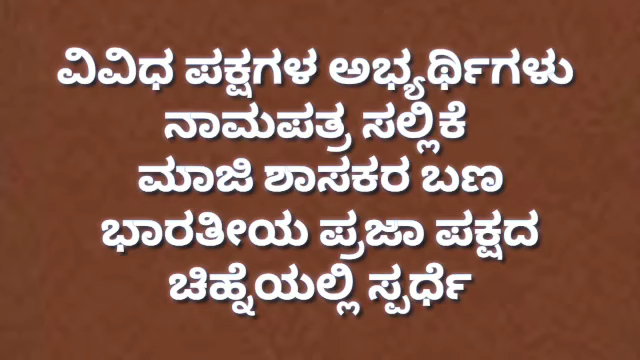 ವಿವಿಧ ಪಕ್ಷಗಳ ಅಭ್ಯರ್ಥಿಗಳು
ನಾಮಪತ್ರ ಸಲ್ಲಿಕೆ
ಮಾಜಿ ಶಾಸಕರ ಬಣ
ಭಾರತೀಯ ಪ್ರಜಾ ಪಕ್ಷದ
ಚಿಹ್ನೆಯಲ್ಲಿ ಸ್ಪರ್ಧೆ